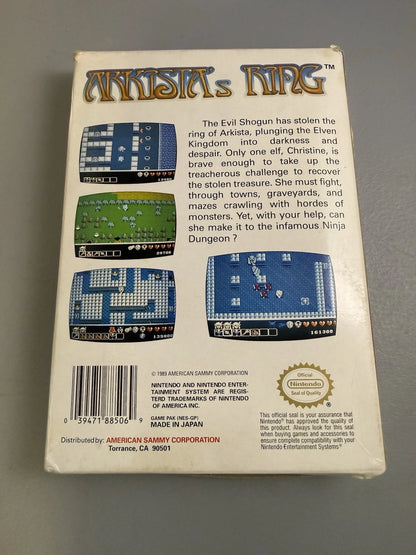 ARKISTA's RING™
The Evil Shogun has stolen the
ring of Arkista, plunging the Elven
Kingdom into darkness and
despair. Only one elf, Christine, is
brave enough to take up the
treacherous challenge to recover
the stolen treasure. She must fight,
through towns, graveyards, and
mazes crawling with hordes of
monsters. Yet, with your help, can
she make it to the infamous Ninja
Dungeon ?
161300
© 1989 AMERICAN SAMMY CORPORATION
NINTENDO AND NINTENDO ENTER-
TAINMENT SYSTEM ARE REGIS-
TERD TRADEMARKS OF NINTENDO
OF AMERICA INC.
GAME PAK (NES-GP)
MADE IN JAPAN
0 39471 88506 9
Distributed by: AMERICAN SAMMY CORPORATION
Torrance, CA 90501
Official
Nintendo
Seal of Quality
This official seal is your assurance that
Nintendo® has approved the quality of
this product. Always look for this seal
when buying games and accessories to
ensure complete compatibility with your
Nintendo Entertainment Systems®